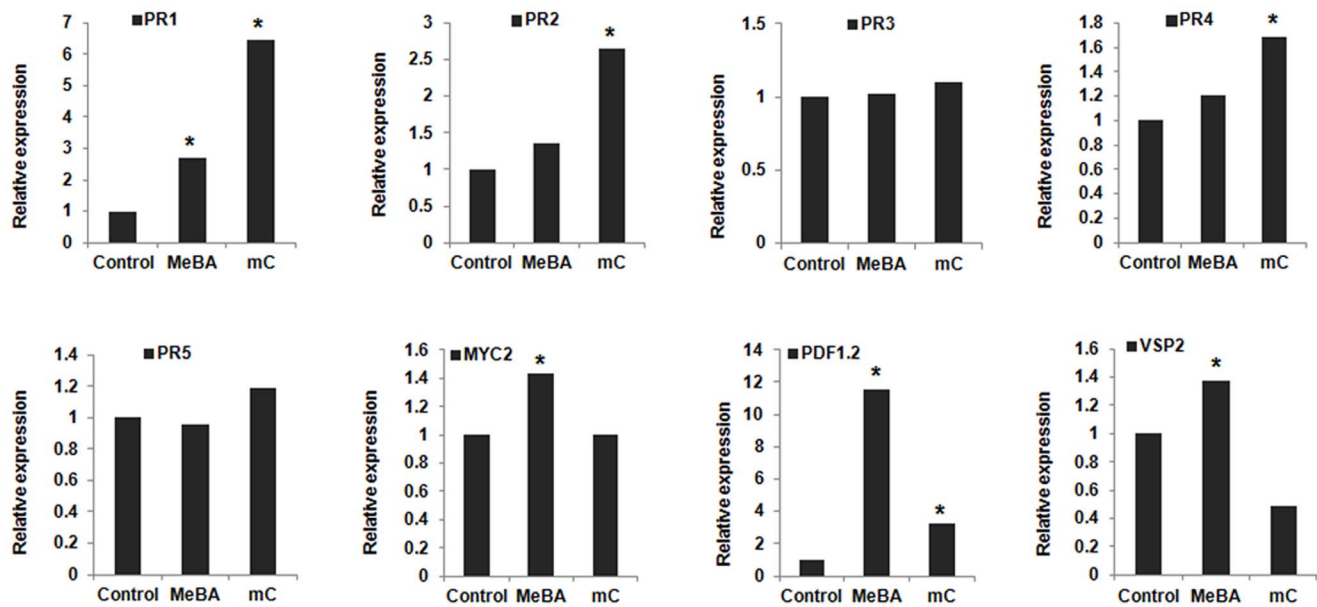 PR1
Relative expression
7
6
5
4
3
2
1
0
*
*
Control MeBA mC
PR2
Relative expression
3
2.5
2
1.5
1
0.5
0
*
Control MeBA mC
PR3
Relative expression
1.5
1
0.5
0
Control MeBA mC
PR4
Relative expression
1.8
1.6
1.4
1.2
1
0.8
0.6
0.4
0.2
0
*
Control MeBA mC
PR5
Relative expression
1.4
1.2
1
0.8
0.6
0.4
0.2
0
Control MeBA mC
MYC2
Relative expression
1.6
1.4
1.2
1
0.8
0.6
0.4
0.2
0
*
Control MeBA mC
PDF1.2
Relative expression
14
12
10
8
6
4
2
0
*
*
Control MeBA mC
VSP2
Relative expression
1.6
1.4
1.2
1
0.8
0.6
0.4
0.2
0
*
Control MeBA mC